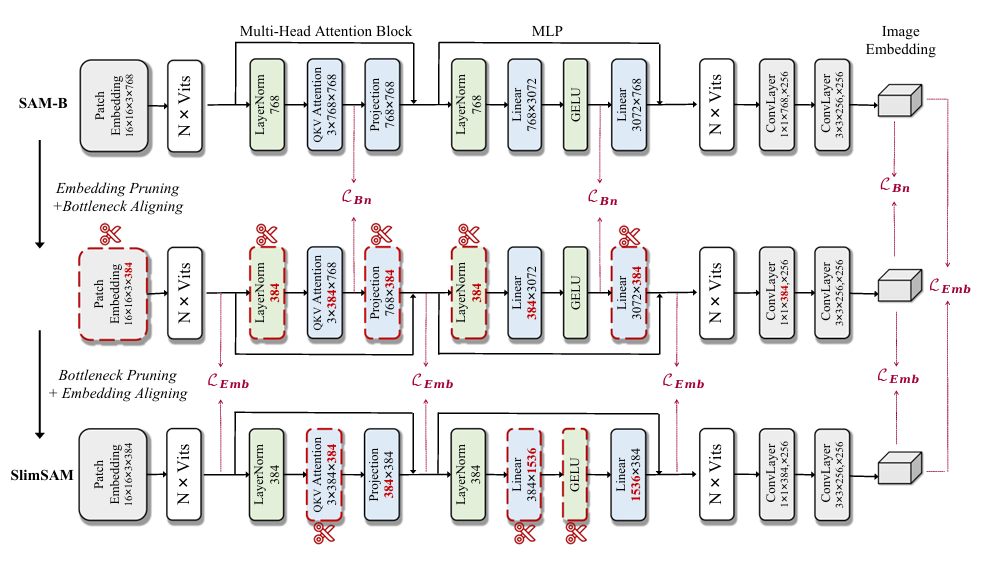 Multi-Head Attention Block
MLP
Image
Embedding
SAM-B
Patch
Embedding
16×16×3×768
N × Vits
LayerNorm
768
QKV Attention
3×768×768
Projection
768×768
LayerNorm
768
Linear
768×3072
GELU
Linear
3072×768
N × Vits
ConvLayer
1×1×768,×256
ConvLayer
3×3×256,×256
Embedding Pruning
+Bottleneck Aligning
ℒBn
ℒBn
ℒBn
Patch
Embedding
16×16×3×384
N × Vits
LayerNorm
384
QKV Attention
3×384×768
Projection
768×384
LayerNorm
384
Linear
384×3072
GELU
Linear
3072×384
N × Vits
ConvLayer
1×1×384,×256
ConvLayer
3×3×256,×256
ℒEmb
Bottleneck Pruning
+ Embedding Aligning
ℒEmb
ℒEmb
ℒEmb
ℒEmb
SlimSAM
Patch
Embedding
16×16×3×384
N × Vits
LayerNorm
384
QKV Attention
3×384×384
Projection
384×384
LayerNorm
384
Linear
384×1536
GELU
Linear
1536×384
N × Vits
ConvLayer
1×1×384,×256
ConvLayer
3×3×256,×256